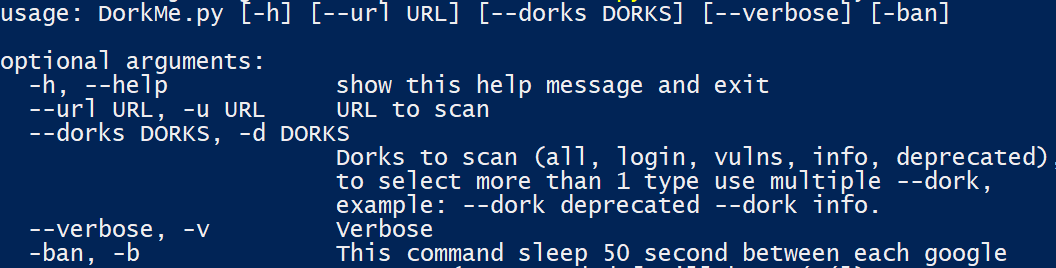 usage: DorkMe.py [-h] [--url URL] [--dorks DORKS] [--verbose] [-ban]
optional arguments:
-h, --help show this help message and exit
--url URL, -u URL URL to scan
--dorks DORKS, -d DORKS
Dorks to scan (all, login, vulns, info, deprecated),
to select more than 1 type use multiple --dork,
example: --dork deprecated --dork info.
--verbose, -v Verbose
-ban, -b This command sleep 50 second between each google